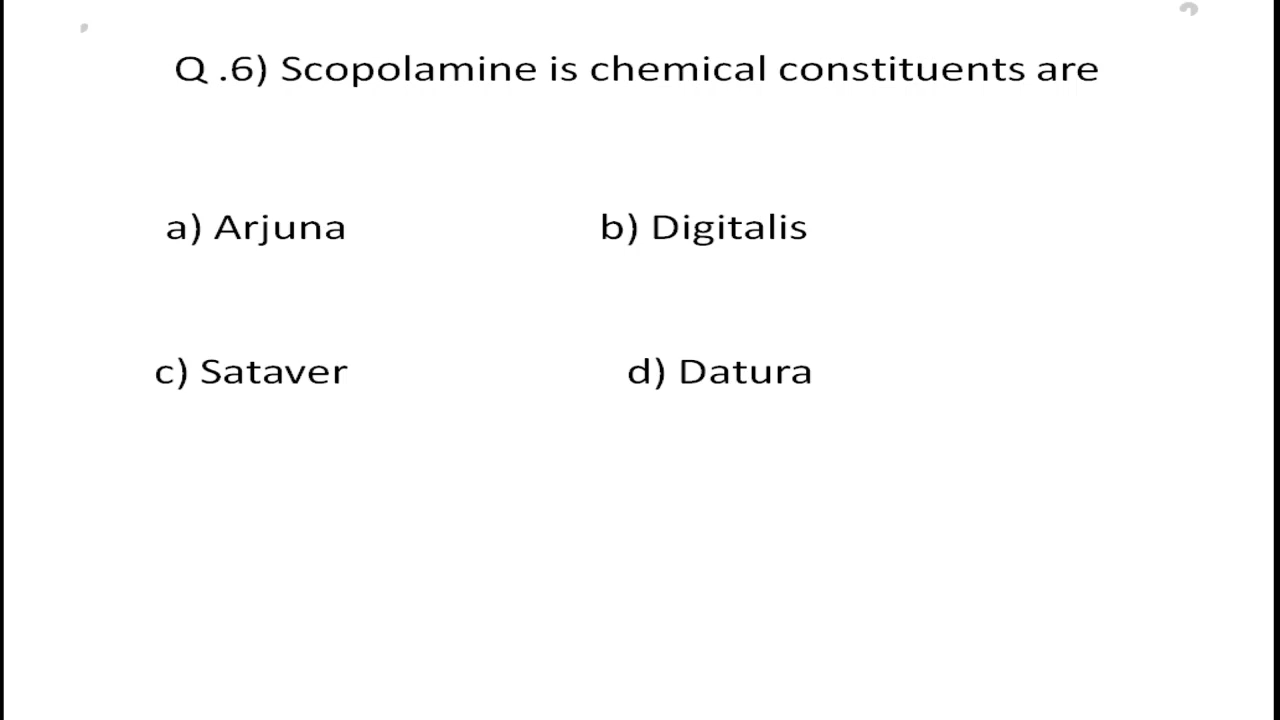 Q .6) Scopolamine is chemical constituents are
a) Arjuna b) Digitalis
c) Sataver d) Datura